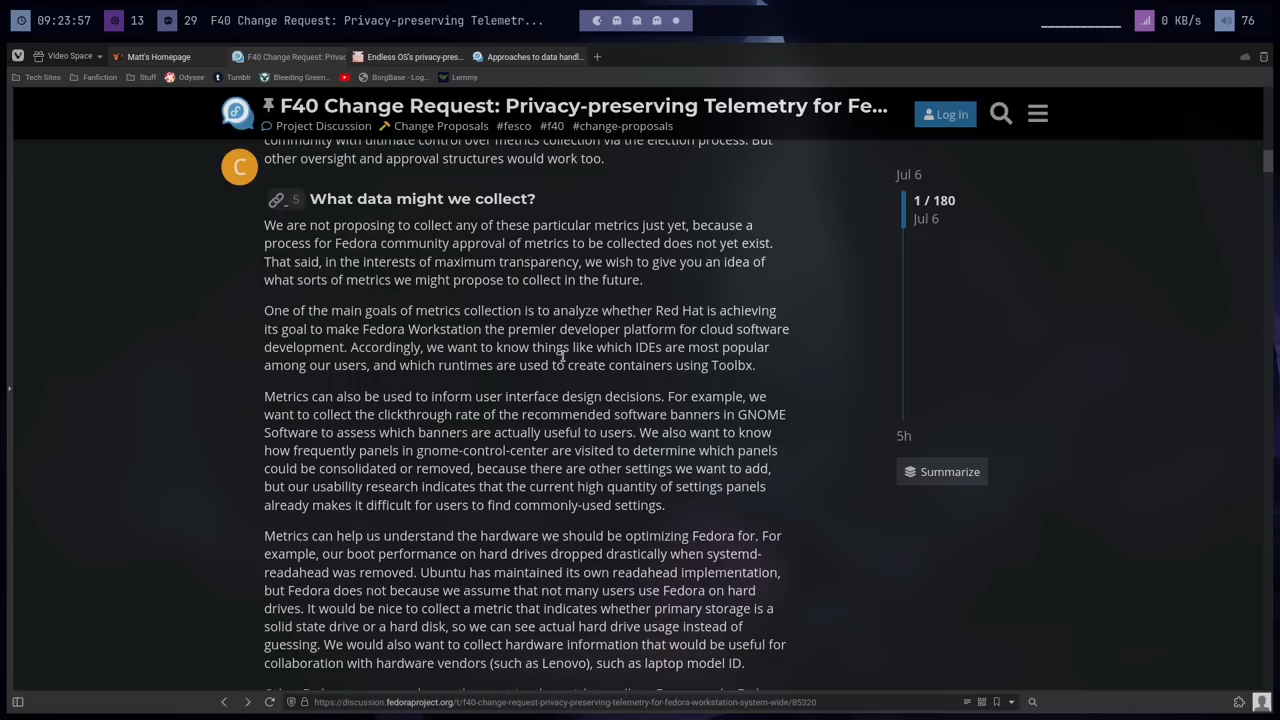 09:23:57 13 29 F40 Change Request: Privacy-preserving Telemetr... 0 KB/s 76
Video Space Matt's Homepage F40 Change Request: Privac Endless OS's privacy-pres Approaches to data handl
Tech Sites Fanfiction Stuff Odysee Tumblr Bleeding Green... BorgBase - Log... Lemmy
F40 Change Request: Privacy-preserving Telemetry for Fe...
Log In
Project Discussion Change Proposals #fesco #f40 #change-proposals
community with ultimate control over metrics collection via the election process. But
other oversight and approval structures would work too.
C
5 What data might we collect?
We are not proposing to collect any of these particular metrics just yet, because a
process for Fedora community approval of metrics to be collected does not yet exist.
That said, in the interests of maximum transparency, we wish to give you an idea of
what sorts of metrics we might propose to collect in the future.
One of the main goals of metrics collection is to analyze whether Red Hat is achieving
its goal to make Fedora Workstation the premier developer platform for cloud software
development. Accordingly, we want to know things like which IDEs are most popular
among our users, and which runtimes are used to create containers using Toolbx.
Metrics can also be used to inform user interface design decisions. For example, we
want to collect the clickthrough rate of the recommended software banners in GNOME
Software to assess which banners are actually useful to users. We also want to know
how frequently panels in gnome-control-center are visited to determine which panels
could be consolidated or removed, because there are other settings we want to add,
but our usability research indicates that the current high quantity of settings panels
already makes it difficult for users to find commonly-used settings.
Metrics can help us understand the hardware we should be optimizing Fedora for. For
example, our boot performance on hard drives dropped drastically when systemd-
readahead was removed. Ubuntu has maintained its own readahead implementation,
but Fedora does not because we assume that not many users use Fedora on hard
drives. It would be nice to collect a metric that indicates whether primary storage is a
solid state drive or a hard disk, so we can see actual hard drive usage instead of
guessing. We would also want to collect hardware information that would be useful for
collaboration with hardware vendors (such as Lenovo), such as laptop model ID.
Jul 6
1 / 180
Jul 6
5h
Summarize
https://discussion.fedoraproject.org/t/f40-change-request-privacy-preserving-telemetry-for-fedora-workstation-system-wide/85320